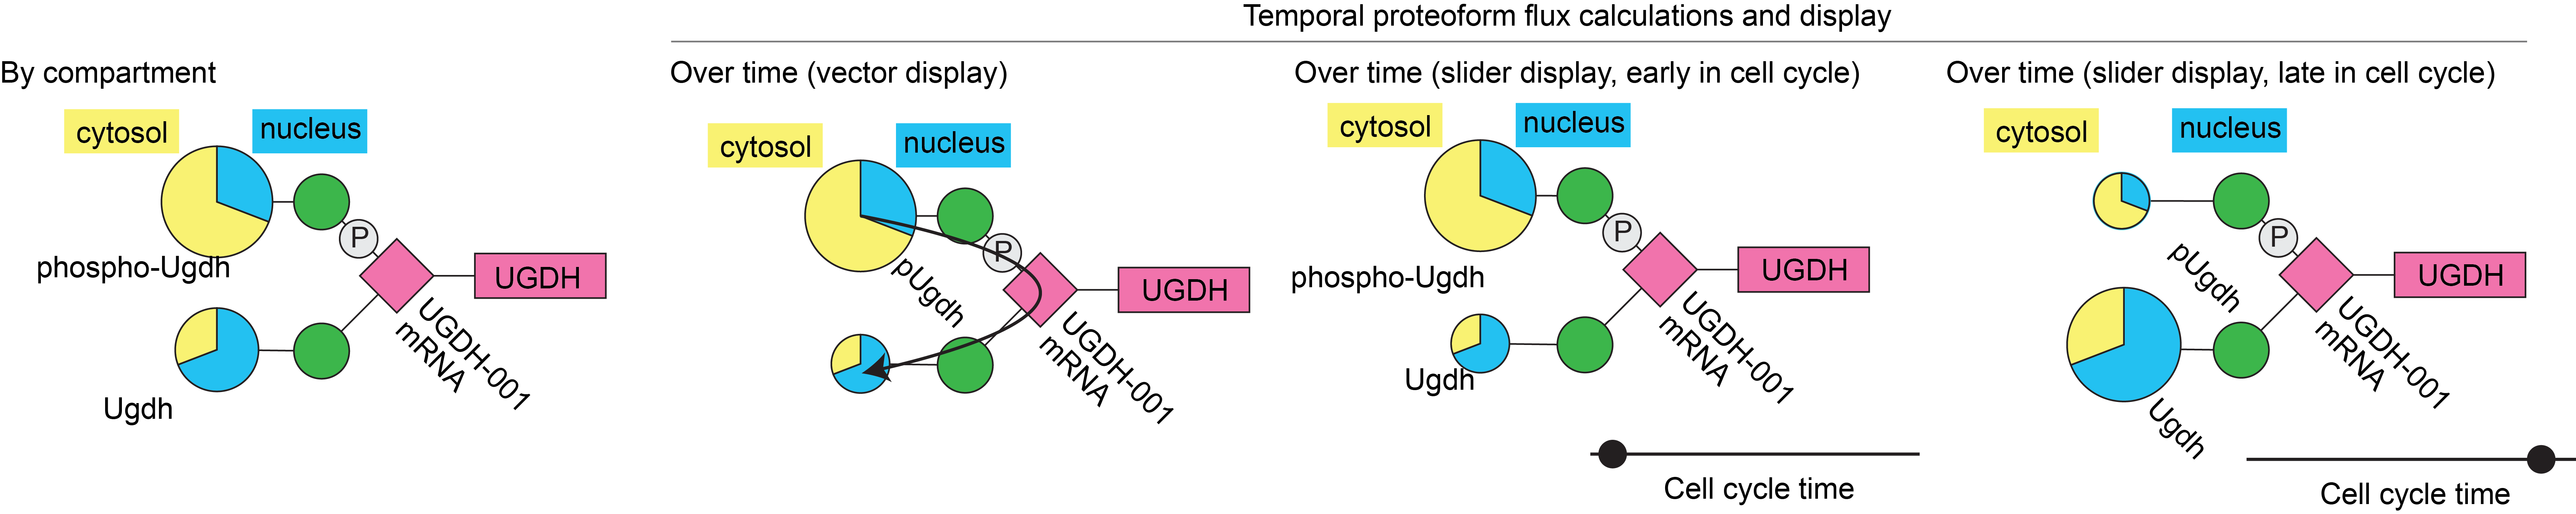 Temporal proteoform flux calculations and display
By compartment
cytosol
nucleus
P
phospho-Ugdh
UGDH
UGDH-001
mRNA
Ugdh
Over time (vector display)
cytosol
nucleus
P
pUgdh
UGDH
UGDH-001
mRNA
Over time (slider display, early in cell cycle)
cytosol
nucleus
P
phospho-Ugdh
UGDH
UGDH-001
mRNA
Ugdh
Cell cycle time
Over time (slider display, late in cell cycle)
cytosol
nucleus
P
pUgdh
UGDH
UGDH-001
mRNA
Ugdh
Cell cycle time